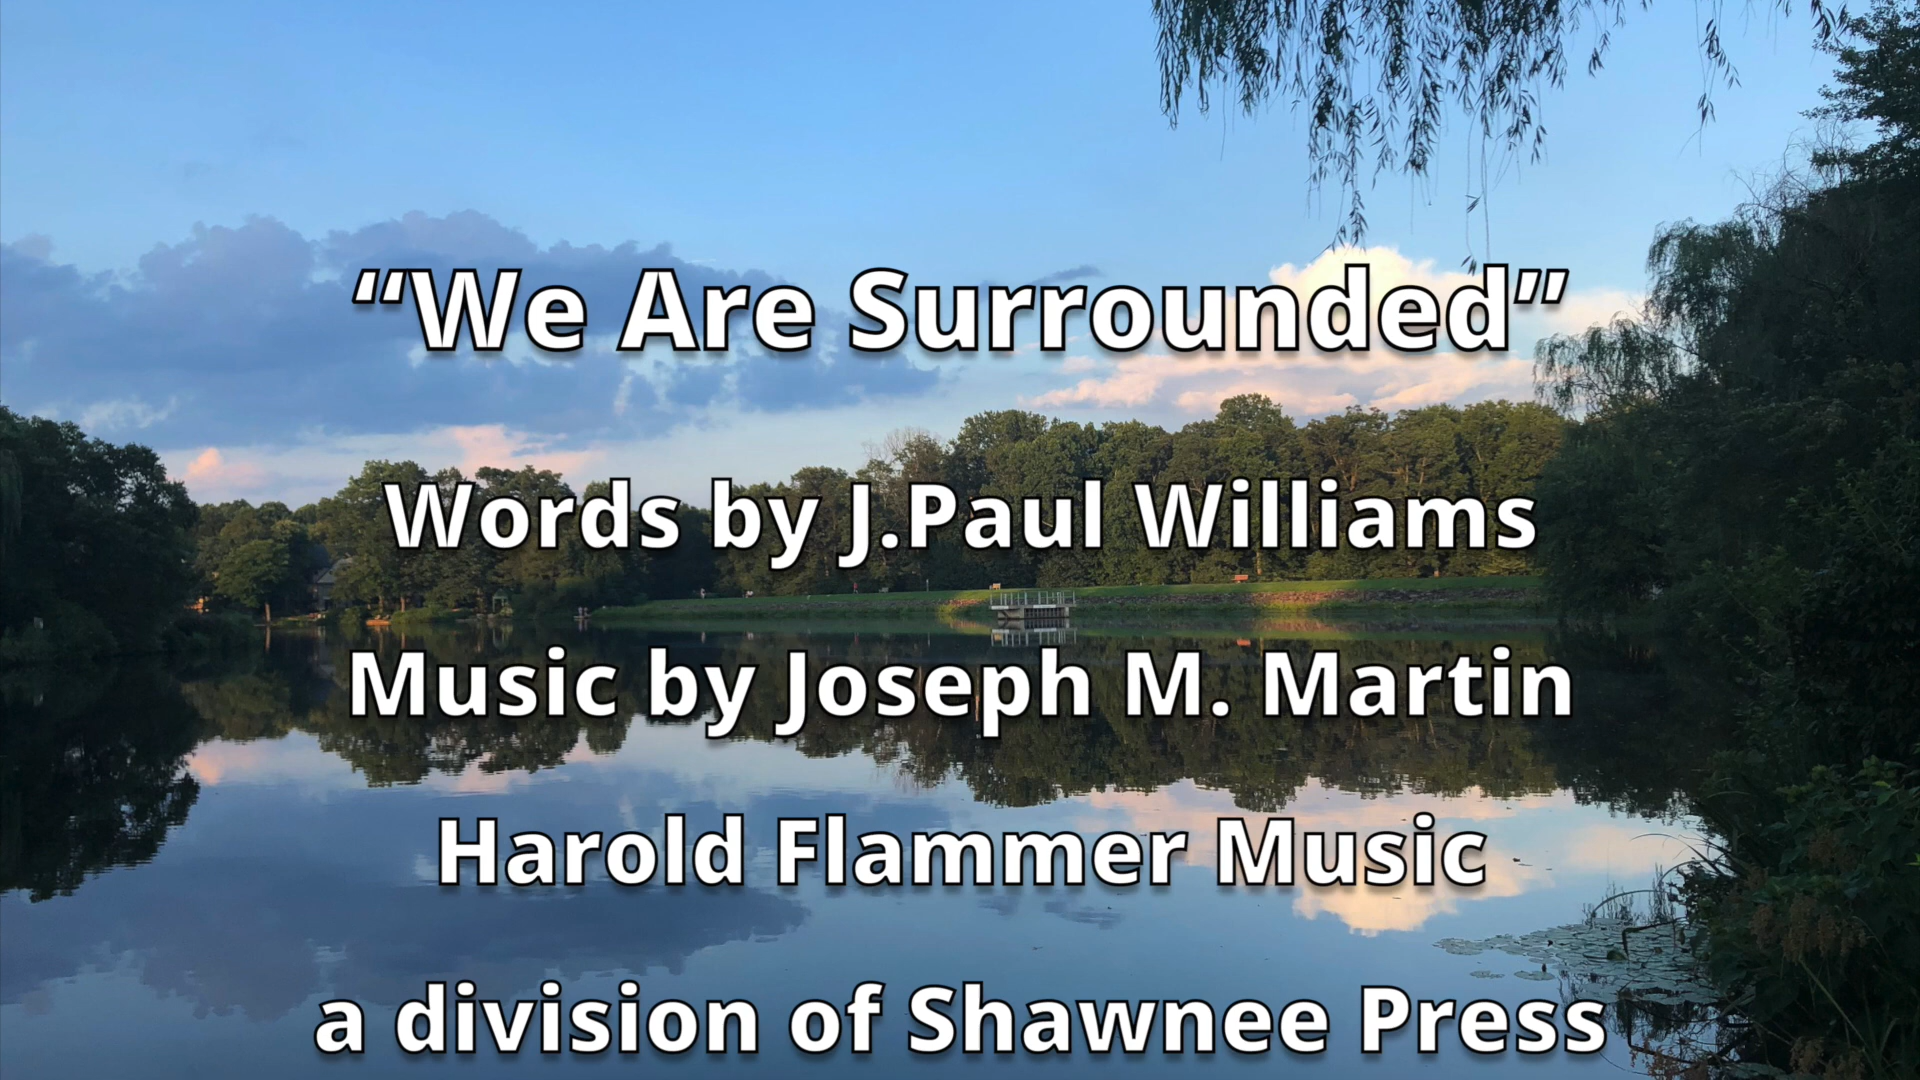 “We Are Surrounded”
Words by J.Paul Williams
Music by Joseph M. Martin
Harold Flammer Music
a division of Shawnee Press